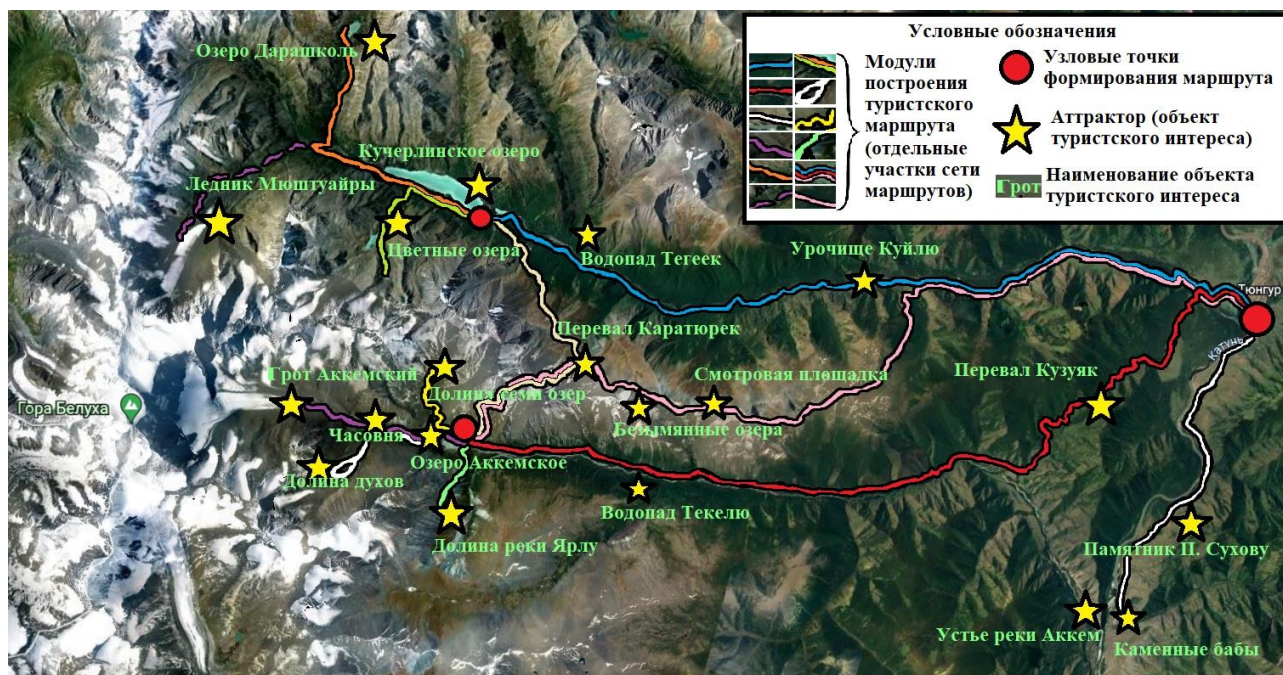 Условные обозначения
Модули
построения
туристского
маршрута
(отдельные
участки сети
маршрутов)
Узловые точки
формирования маршрута
Аттрактор (объект
туристского интереса)
Грот
Наименование объекта
туристского интереса
Озеро Дарашколь
Кучерлинское озеро
Ледник Мюштуайры
Цветные озера
Водопад Тегеек
Урочище Куйлю
Тюнгур
Катунь
Перевал Каратюрек
Грот Аккемский
Долина семи озер
Смотровая площадка
Перевал Кузуяк
Гора Белуха
Часовня
Безымянные озера
Озеро Аккемское
Долина духов
Водопад Текелю
Долина реки Ярлу
Памятник П. Сухову
Устье реки Аккем
Каменные бабы